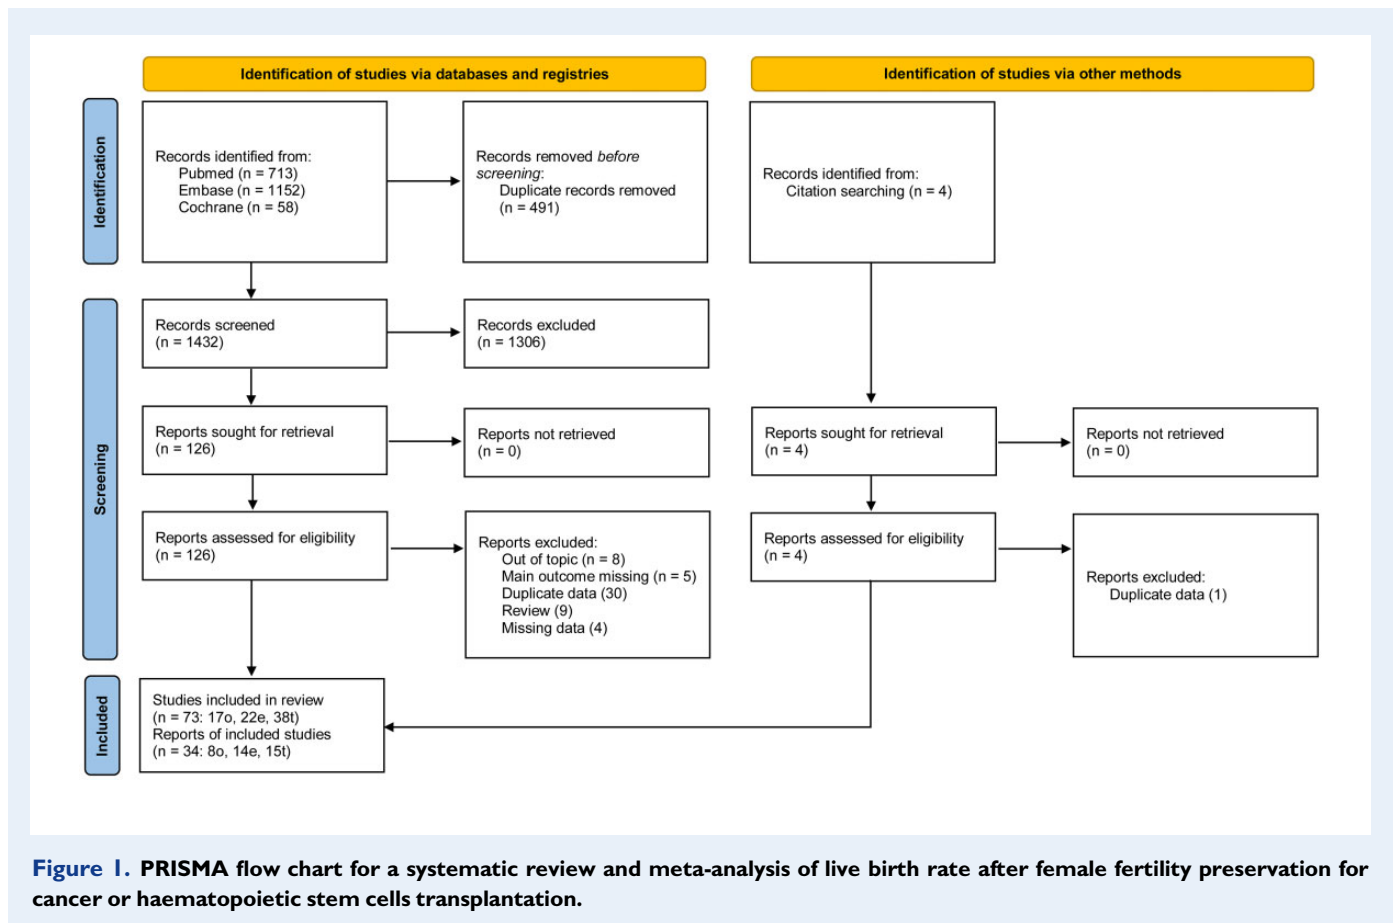 Identification of studies via databases and registries
Identification of studies via other methods
Identification
Records identified from:
Pubmed (n = 713)
Embase (n = 1152)
Cochrane (n = 58)
Records removed before
screening:
Duplicate records removed
(n = 491)
Records identified from:
Citation searching (n = 4)
Screening
Records screened
(n = 1432)
Records excluded
(n = 1306)
Reports sought for retrieval
(n = 126)
Reports not retrieved
(n = 0)
Reports sought for retrieval
(n = 4)
Reports not retrieved
(n = 0)
Reports assessed for eligibility
(n = 126)
Reports excluded:
Out of topic (n = 8)
Main outcome missing (n = 5)
Duplicate data (30)
Review (9)
Missing data (4)
Reports assessed for eligibility
(n = 4)
Reports excluded:
Duplicate data (1)
Included
Studies included in review
(n = 73: 17o, 22e, 38t)
Reports of included studies
(n = 34: 8o, 14e, 15t)
Figure 1. PRISMA flow chart for a systematic review and meta-analysis of live birth rate after female fertility preservation for
cancer or haematopoietic stem cells transplantation.